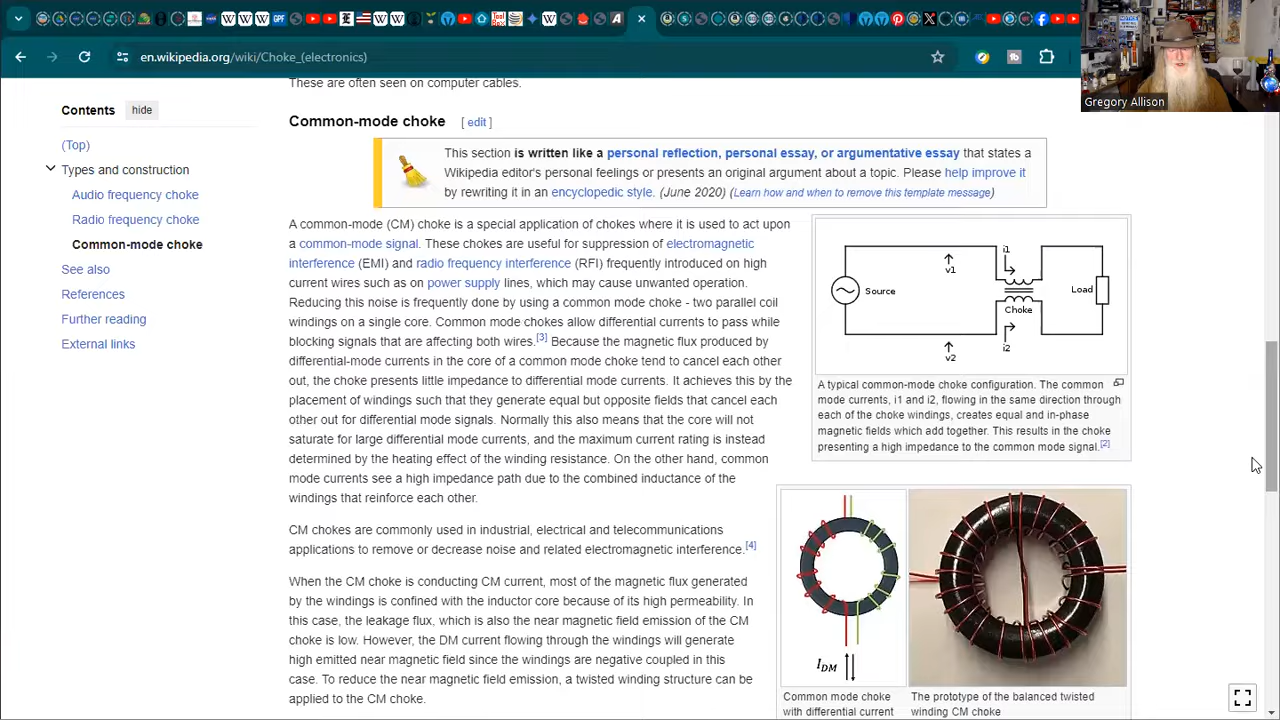 en.wikipedia.org/wiki/Choke_(electronics)
Gregory Allison
Contents
hide
(Top)
Types and construction
Audio frequency choke
Radio frequency choke
Common-mode choke
See also
References
Further reading
External links
These are often seen on computer cables.
Common-mode choke [ edit ]
This section is written like a personal reflection, personal essay, or argumentative essay that states a
Wikipedia editor's personal feelings or presents an original argument about a topic. Please help improve it
by rewriting it in an encyclopedic style. (June 2020) (Learn how and when to remove this template message)
A common-mode (CM) choke is a special application of chokes where it is used to act upon
a common-mode signal. These chokes are useful for suppression of electromagnetic
interference (EMI) and radio frequency interference (RFI) frequently introduced on high
current wires such as on power supply lines, which may cause unwanted operation.
Reducing this noise is frequently done by using a common mode choke - two parallel coil
windings on a single core. Common mode chokes allow differential currents to pass while
blocking signals that are affecting both wires.[3] Because the magnetic flux produced by
differential-mode currents in the core of a common mode choke tend to cancel each other
out, the choke presents little impedance to differential mode currents. It achieves this by the
placement of windings such that they generate equal but opposite fields that cancel each
other out for differential mode signals. Normally this also means that the core will not
saturate for large differential mode currents, and the maximum current rating is instead
determined by the heating effect of the winding resistance. On the other hand, common
mode currents see a high impedance path due to the combined inductance of the
windings that reinforce each other.
CM chokes are commonly used in industrial, electrical and telecommunications
applications to remove or decrease noise and related electromagnetic interference.[4]
When the CM choke is conducting CM current, most of the magnetic flux generated
by the windings is confined with the inductor core because of its high permeability. In
this case, the leakage flux, which is also the near magnetic field emission of the CM
choke is low. However, the DM current flowing through the windings will generate
high emitted near magnetic field since the windings are negative coupled in this
case. To reduce the near magnetic field emission, a twisted winding structure can be
applied to the CM choke.
i1
v1
Source
Choke
Load
i2
v2
A typical common-mode choke configuration. The common
mode currents, i1 and i2, flowing in the same direction through
each of the choke windings, creates equal and in-phase
magnetic fields which add together. This results in the choke
presenting a high impedance to the common mode signal.[2]
IDM
Common mode choke
with differential current
The prototype of the balanced twisted
winding CM choke